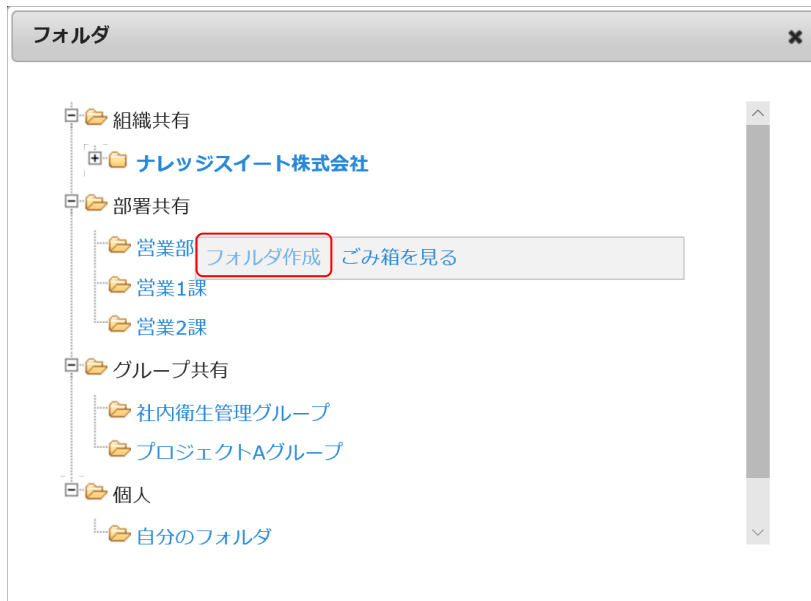 フォルダ
組織共有
ナレッジスイート株式会社
部署共有
営業部 フォルダ作成 ごみ箱を見る
営業1課
営業2課
グループ共有
社内衛生管理グループ
プロジェクトAグループ
個人
自分のフォルダ